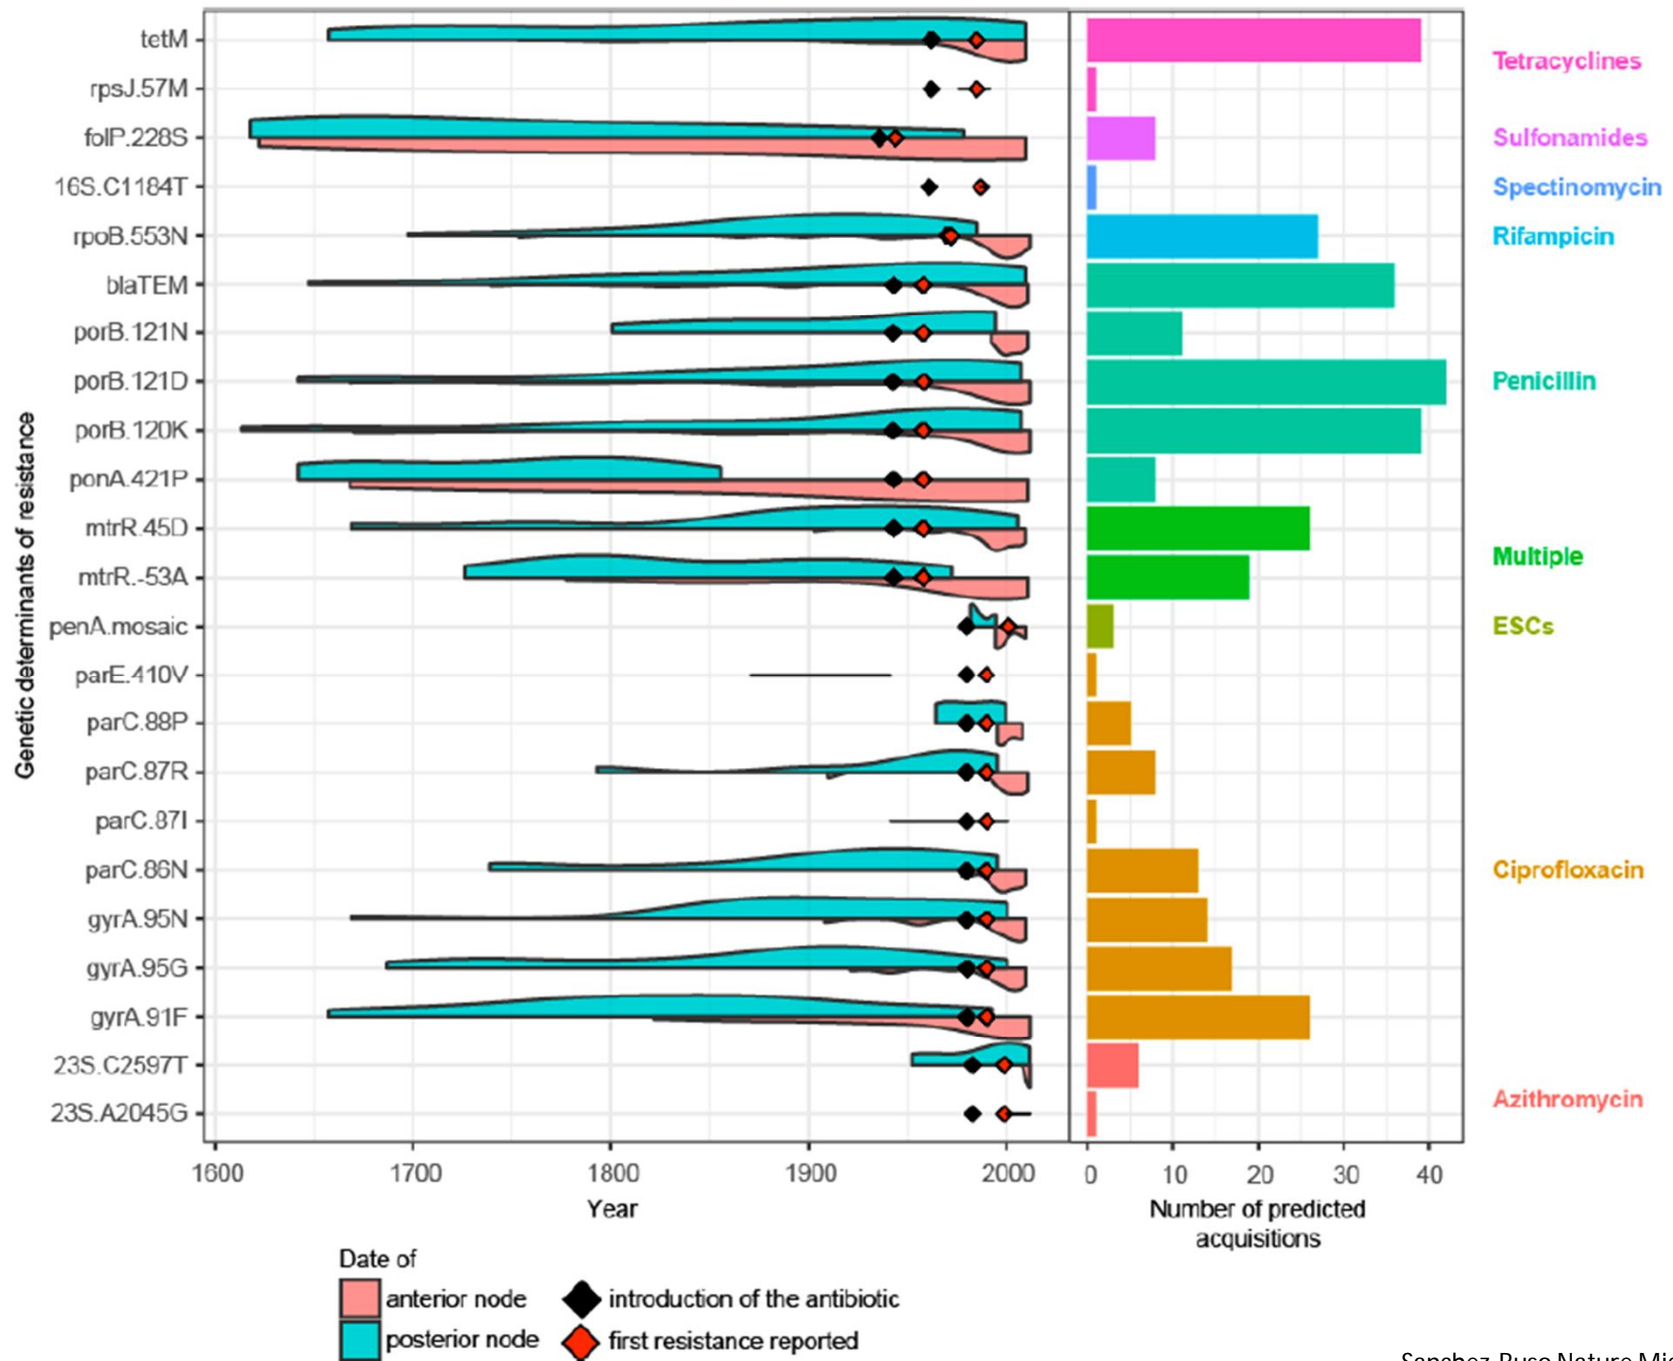 Genetic determinants of resistance
tetM
rpsJ.57M
folP.228S
16S.C1184T
rpoB.553N
blaTEM
porB.121N
porB.121D
porB.120K
ponA.421P
mtrR.45D
mtrR.-53A
penA.mosaic
parE.410V
parC.88P
parC.87R
parC.87I
parC.86N
gyrA.95N
gyrA.95G
gyrA.91F
23S.C2597T
23S.A2045G
Tetracyclines
Sulfonamides
Spectinomycin
Rifampicin
Penicillin
Multiple
ESCs
Ciprofloxacin
Azithromycin
1600 1700 1800 1900 2000
Year
0 10 20 30 40
Number of predicted
acquisitions
Date of
anterior node
posterior node
introduction of the antibiotic
first resistance reported